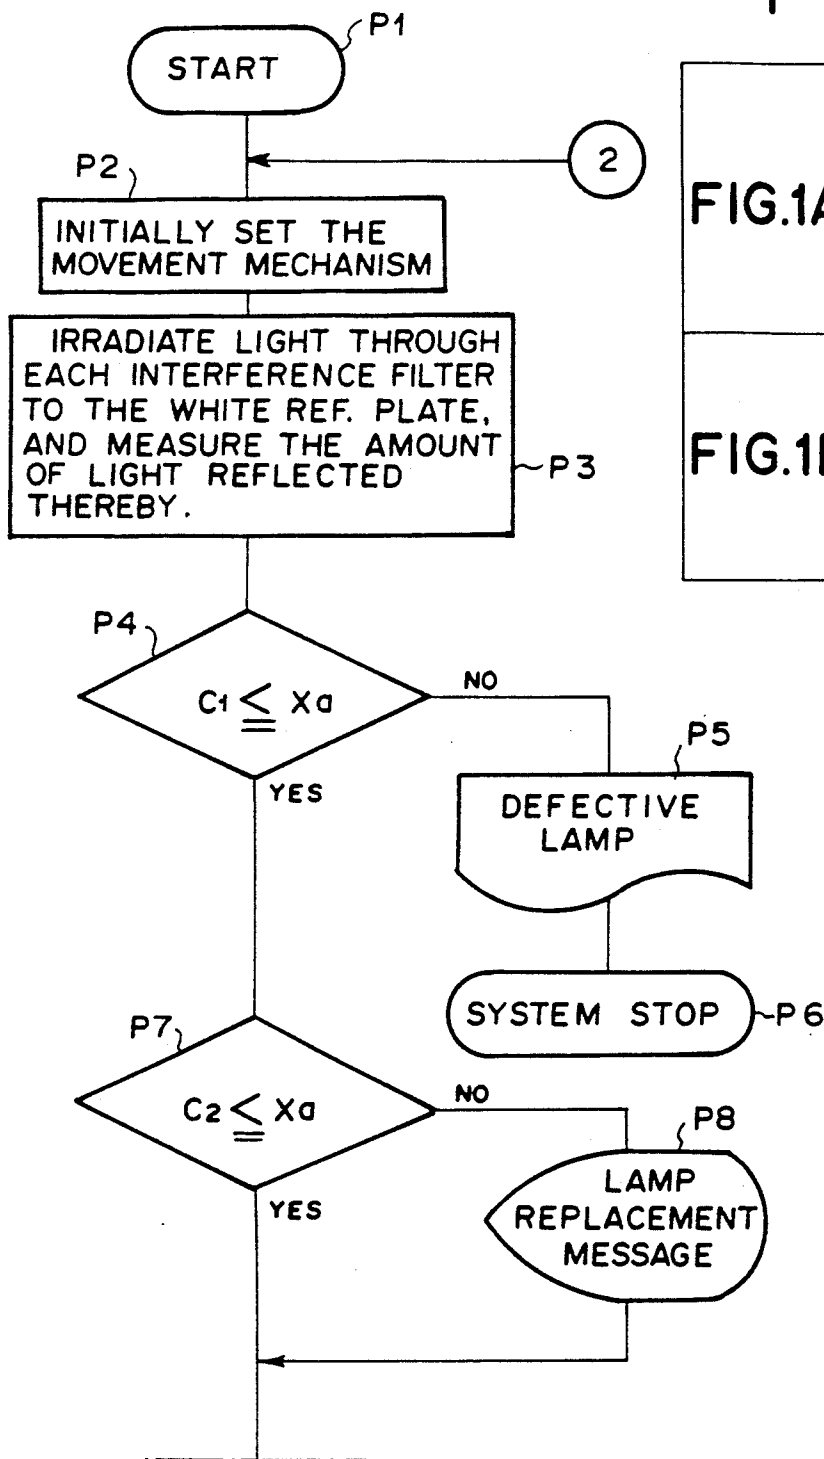 P1
START
2
P2
INITIALLY SET THE
MOVEMENT MECHANISM
IRRADIATE LIGHT THROUGH
EACH INTERFERENCE FILTER
TO THE WHITE REF. PLATE,
AND MEASURE THE AMOUNT
OF LIGHT REFLECTED
THEREBY.
P3
P4
C1 ≦ Xa
NO
YES
P5
DEFECTIVE
LAMP
SYSTEM STOP
P6
P7
C2 ≦ Xa
NO
YES
P8
LAMP
REPLACEMENT
MESSAGE
FIG.1A
FIG.1